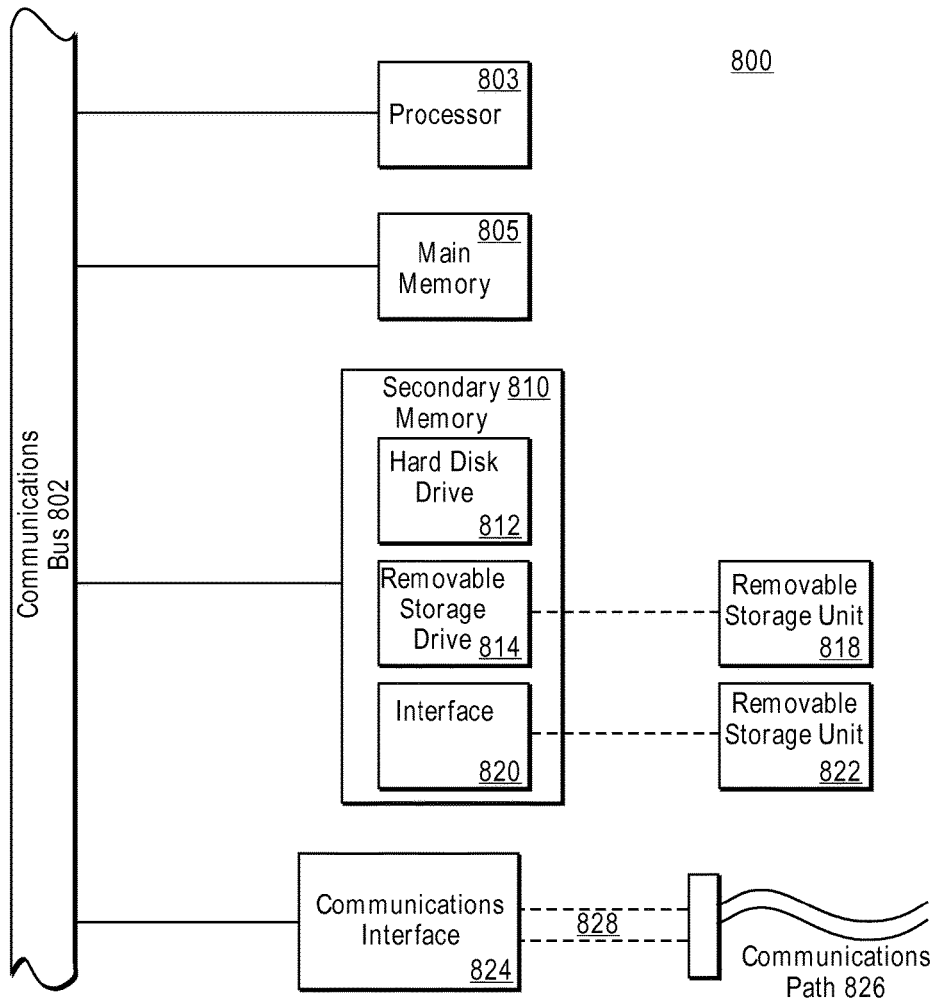 800
803
Processor
805
Main
Memory
Secondary 810
Memory
Hard Disk
Drive
812
Removable
Storage
Drive 814
Removable
Storage Unit
818
Interface
820
Removable
Storage Unit
822
Communications
Bus 802
Communications
Interface
824
828
Communications
Path 826